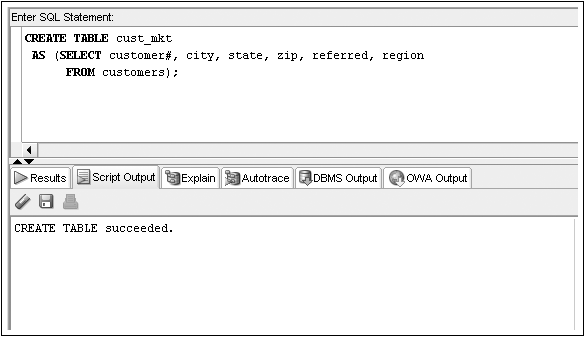 Enter SQL Statement:
CREATE TABLE cust_mkt
AS (SELECT customer#, city, state, zip, referred, region
FROM customers);
Results Script Output Explain Autotrace DBMS Output OWA Output
CREATE TABLE succeeded.